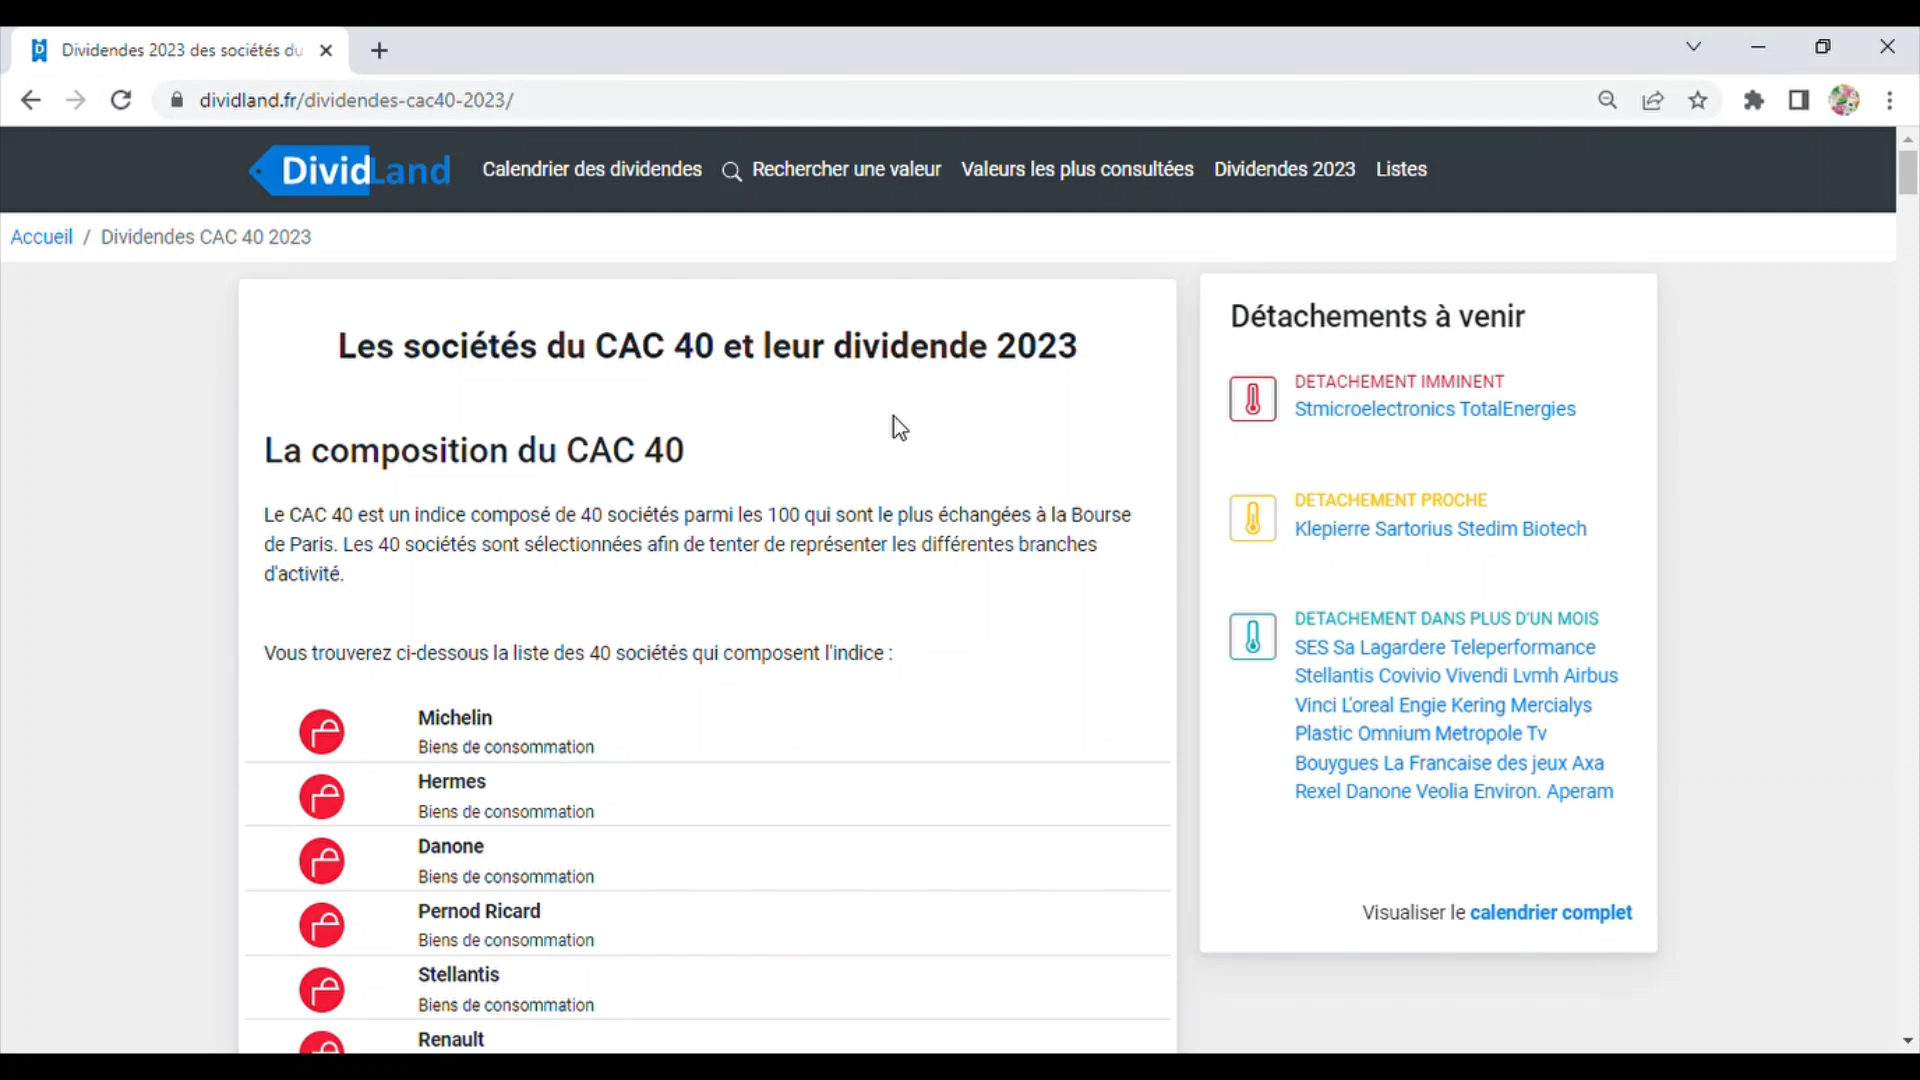 Dividendes 2023 des sociétés du
dividland.fr/dividendes-cac40-2023/
DividLand
Calendrier des dividendes
Rechercher une valeur
Valeurs les plus consultées
Dividendes 2023
Listes
Accueil / Dividendes CAC 40 2023
Les sociétés du CAC 40 et leur dividende 2023
La composition du CAC 40
Le CAC 40 est un indice composé de 40 sociétés parmi les 100 qui sont le plus échangées à la Bourse
de Paris. Les 40 sociétés sont sélectionnées afin de tenter de représenter les différentes branches
d'activité.
Vous trouverez ci-dessous la liste des 40 sociétés qui composent l'indice :
Michelin
Biens de consommation
Hermes
Biens de consommation
Danone
Biens de consommation
Pernod Ricard
Biens de consommation
Stellantis
Biens de consommation
Renault
Détachements à venir
DETACHEMENT IMMINENT
Stmicroelectronics TotalEnergies
DETACHEMENT PROCHE
Klepierre Sartorius Stedim Biotech
DETACHEMENT DANS PLUS D'UN MOIS
SES Sa Lagardere Teleperformance
Stellantis Covivio Vivendi Lvmh Airbus
Vinci L'oreal Engie Kering Mercialys
Plastic Omnium Metropole Tv
Bouygues La Francaise des jeux Axa
Rexel Danone Veolia Environ. Aperam
Visualiser le calendrier complet